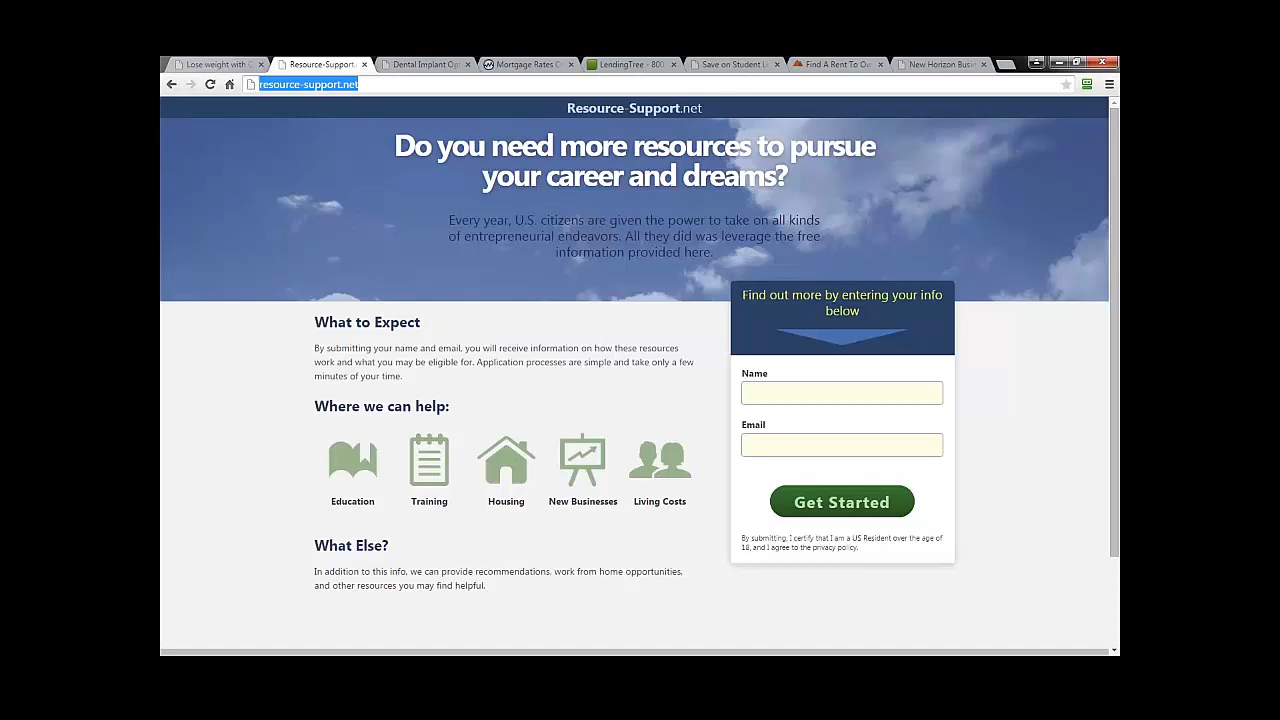 Lose weight with
Resource-Support
Dental Implant Op
Mortgage Rates
LendingTree - 800
Save on Student L
Find A Rent To Ow
New Horizon Busi
resource-support.net
Resource-Support.net
Do you need more resources to pursue
your career and dreams?
Every year, U.S. citizens are given the power to take on all kinds
of entrepreneurial endeavors. All they did was leverage the free
information provided here.
Find out more by entering your info
below
What to Expect
By submitting your name and email, you will receive information on how these resources
work and what you may be eligible for. Application processes are simple and take only a few
minutes of your time.
Name
Where we can help:
Email
Education
Training
Housing
New Businesses
Living Costs
Get Started
By submitting, I certify that I am a US Resident over the age of
18, and I agree to the privacy policy.
What Else?
In addition to this info, we can provide recommendations, work from home opportunities,
and other resources you may find helpful.